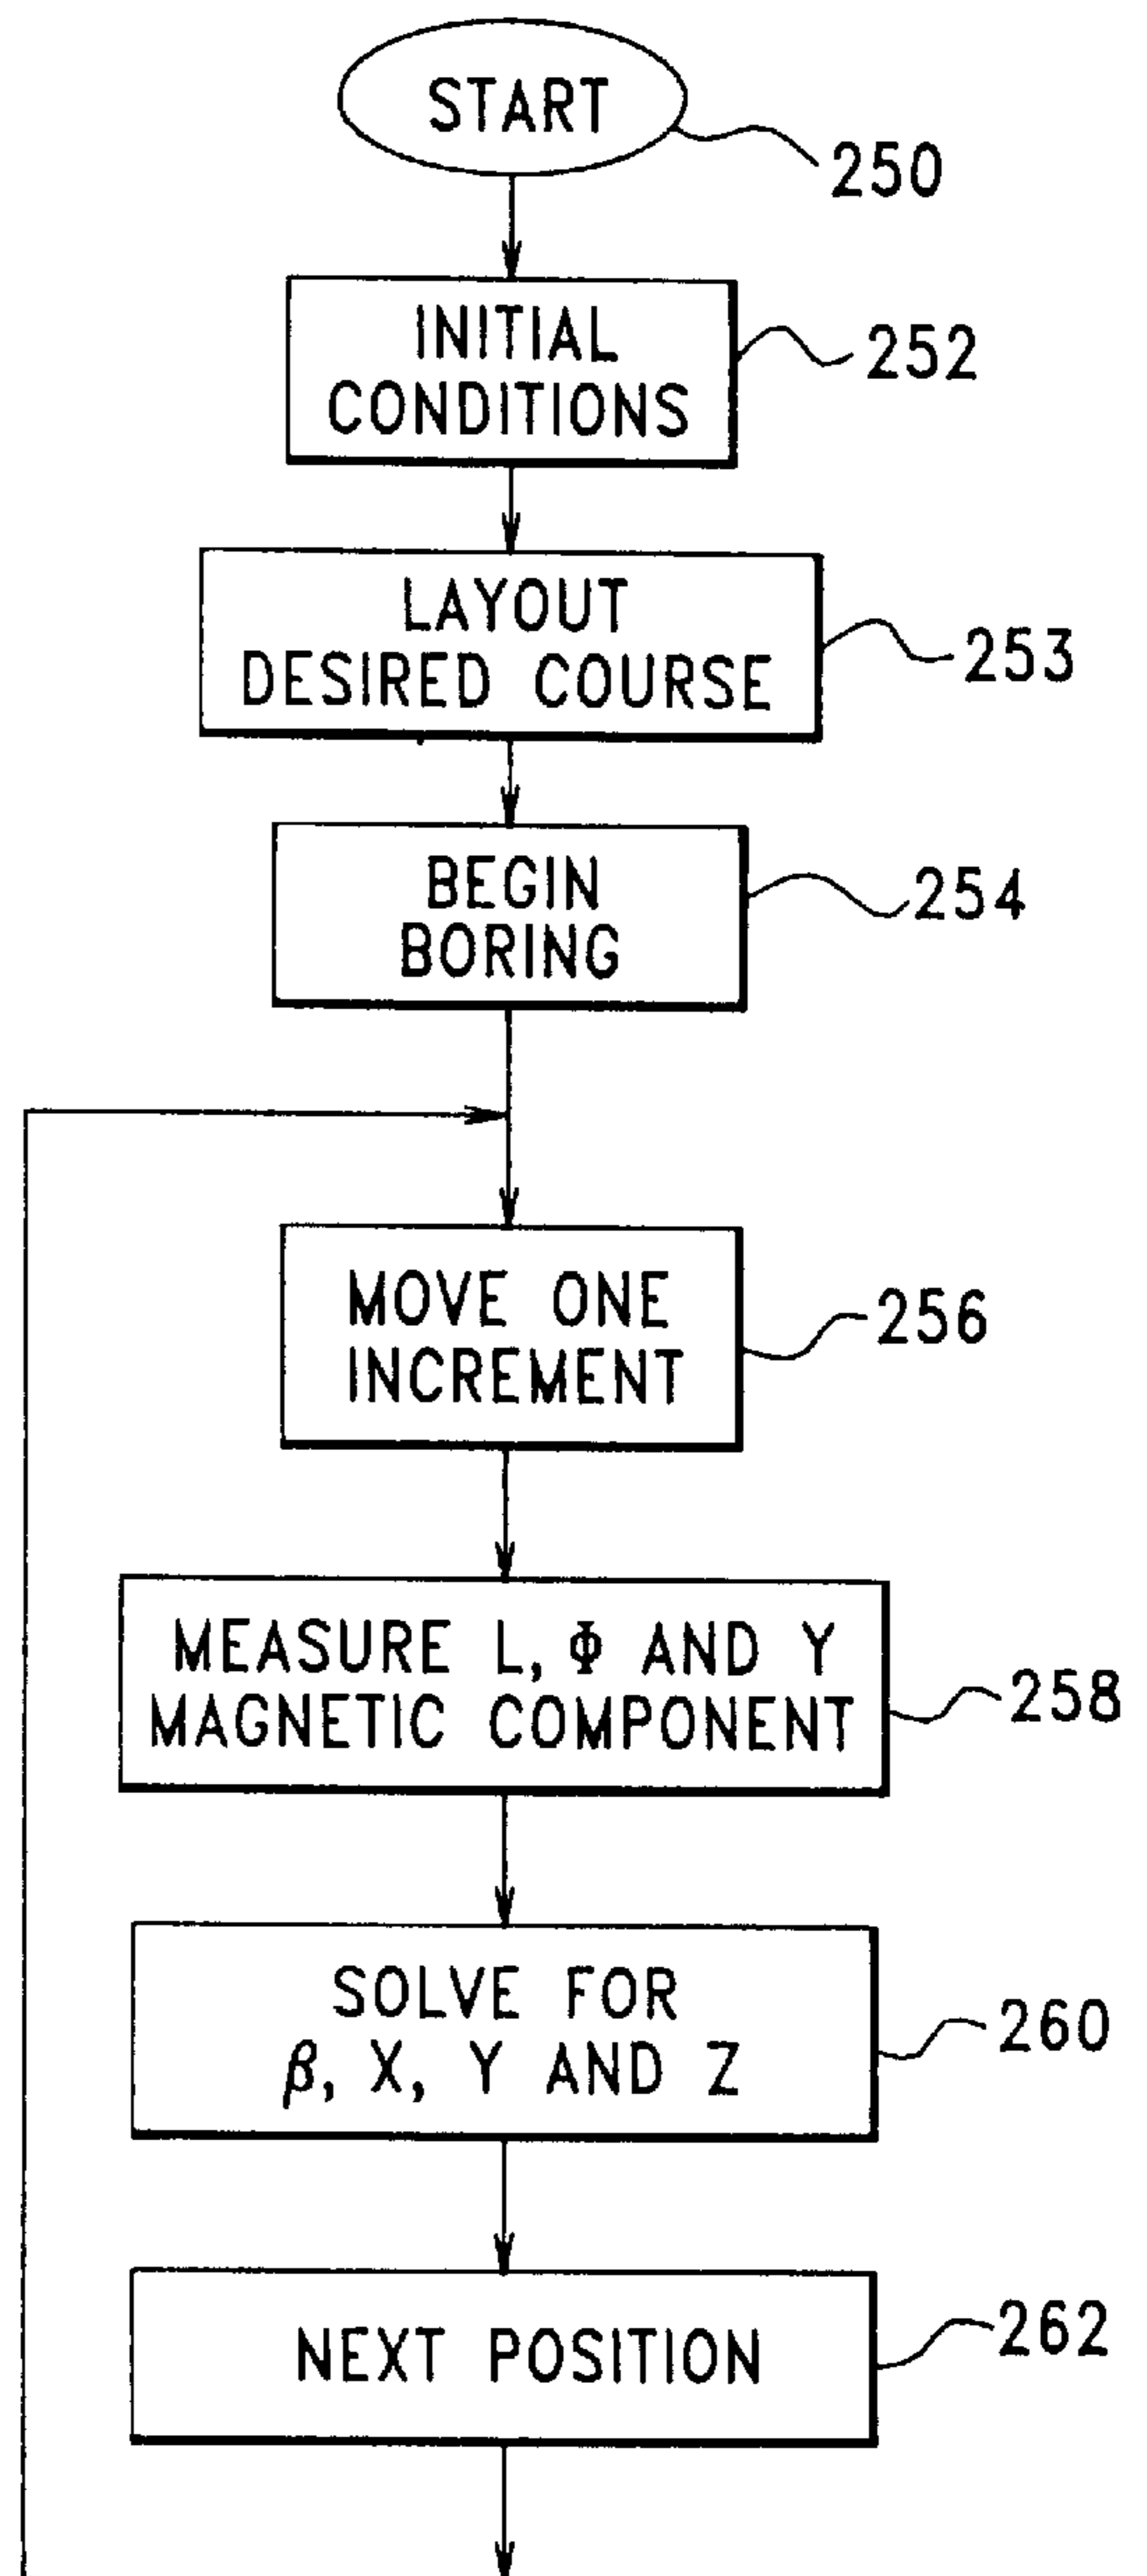 START
250
INITIAL
CONDITIONS
252
LAYOUT
DESIRED COURSE
253
BEGIN
BORING
254
MOVE ONE
INCREMENT
256
MEASURE L, Φ AND Y
MAGNETIC COMPONENT
258
SOLVE FOR
β, X, Y AND Z
260
NEXT POSITION
262